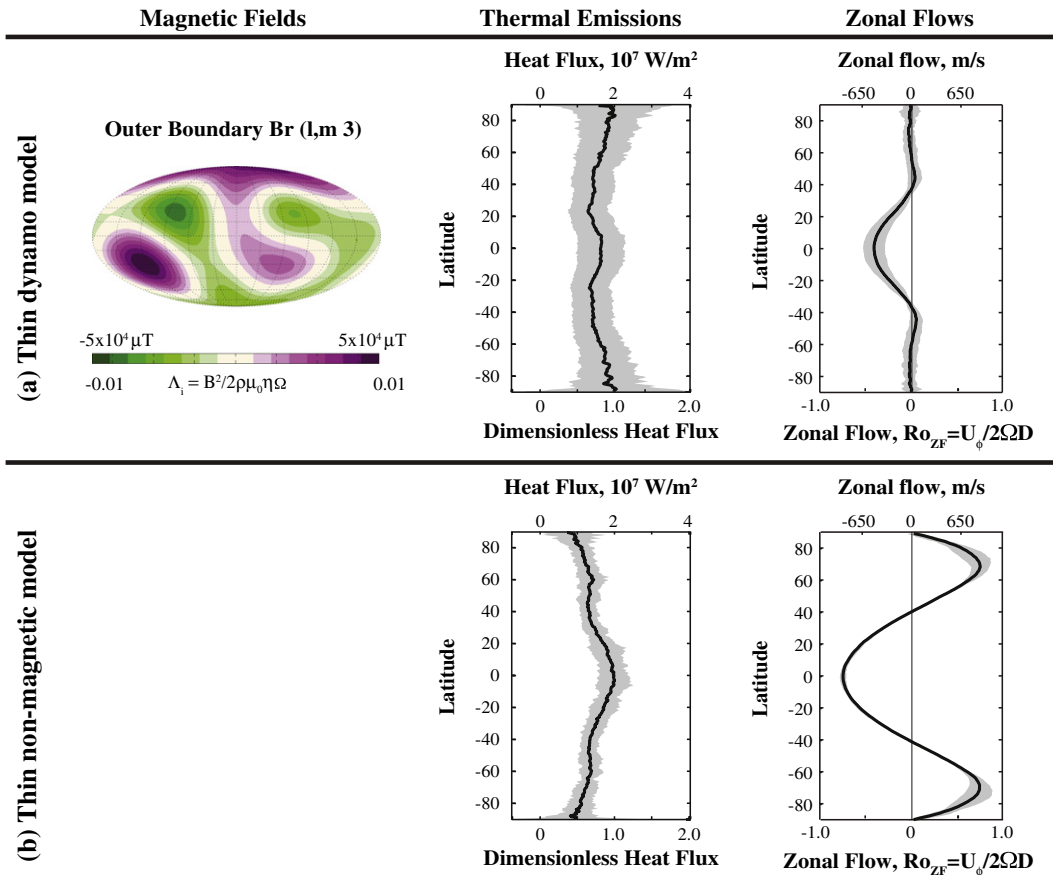 Magnetic Fields
Thermal Emissions
Zonal Flows
(a) Thin dynamo model
Outer Boundary Br (l,m 3)
-5x10⁴ μT
5x10⁴ μT
-0.01
Λᵢ = B²/2ρμ₀ηΩ
0.01
Heat Flux, 10⁷ W/m²
0 2 4
Latitude
80
60
40
20
0
-20
-40
-60
-80
0 1.0 2.0
Dimensionless Heat Flux
Zonal flow, m/s
-650 0 650
Latitude
80
60
40
20
0
-20
-40
-60
-80
-1.0 0 1.0
Zonal Flow, Ro_ZF=U_ϕ/2ΩD
(b) Thin non-magnetic model
Heat Flux, 10⁷ W/m²
0 2 4
Latitude
80
60
40
20
0
-20
-40
-60
-80
0 1.0 2.0
Dimensionless Heat Flux
Zonal flow, m/s
-650 0 650
Latitude
80
60
40
20
0
-20
-40
-60
-80
-1.0 0 1.0
Zonal Flow, Ro_ZF=U_ϕ/2ΩD